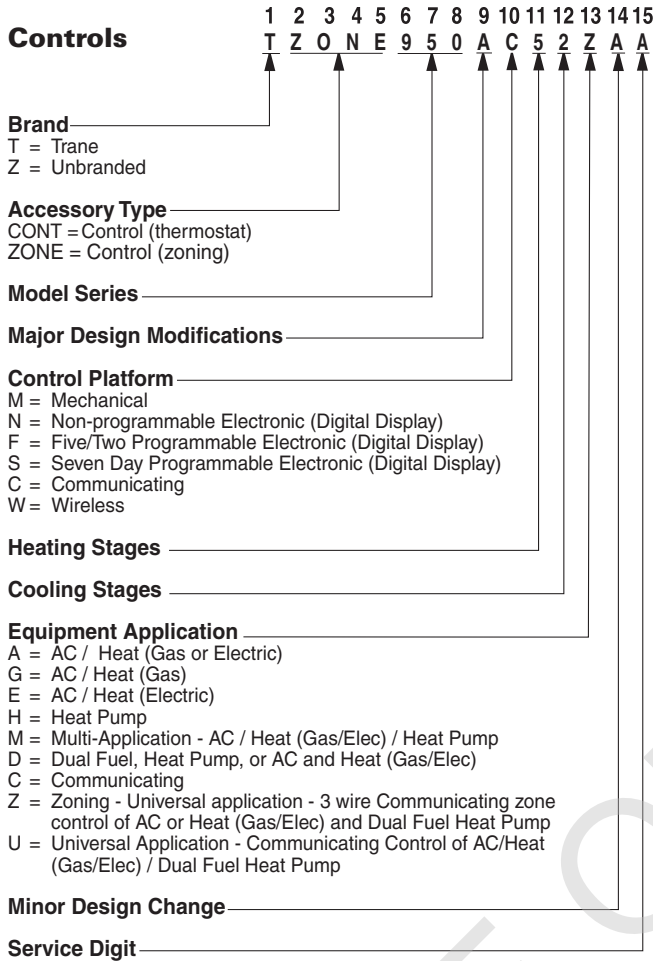 Controls
1 2 3 4 5 6 7 8 9 10 11 12 13 14 15
T Z O N E 9 5 0 A C 5 2 Z A A
Brand
T = Trane
Z = Unbranded
Accessory Type
CONT = Control (thermostat)
ZONE = Control (zoning)
Model Series
Major Design Modifications
Control Platform
M = Mechanical
N = Non-programmable Electronic (Digital Display)
F = Five/Two Programmable Electronic (Digital Display)
S = Seven Day Programmable Electronic (Digital Display)
C = Communicating
W = Wireless
Heating Stages
Cooling Stages
Equipment Application
A = AC / Heat (Gas or Electric)
G = AC / Heat (Gas)
E = AC / Heat (Electric)
H = Heat Pump
M = Multi-Application - AC / Heat (Gas/Elec) / Heat Pump
D = Dual Fuel, Heat Pump, or AC and Heat (Gas/Elec)
C = Communicating
Z = Zoning - Universal application - 3 wire Communicating zone
control of AC or Heat (Gas/Elec) and Dual Fuel Heat Pump
U = Universal Application - Communicating Control of AC/Heat
(Gas/Elec) / Dual Fuel Heat Pump
Minor Design Change
Service Digit